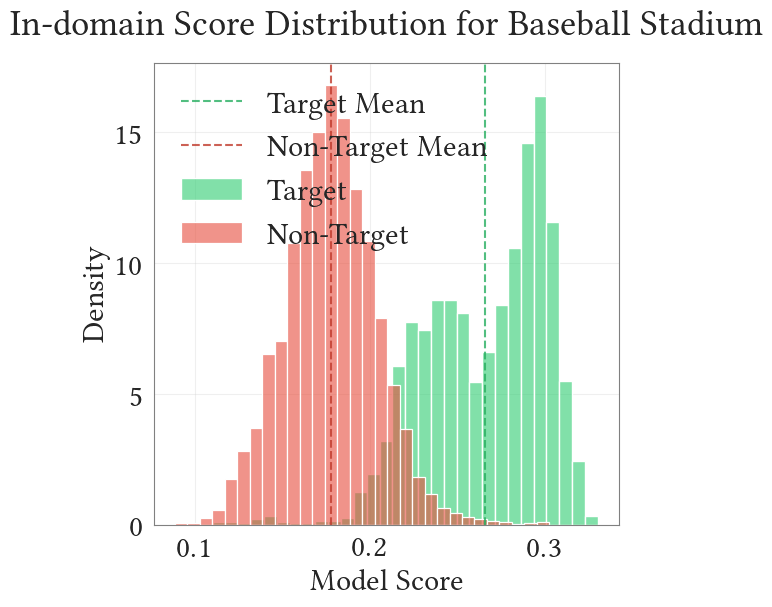 In-domain Score Distribution for Baseball Stadium
Target Mean
Non-Target Mean
Target
Non-Target
Density
15
10
5
0
0.1
0.2
0.3
Model Score